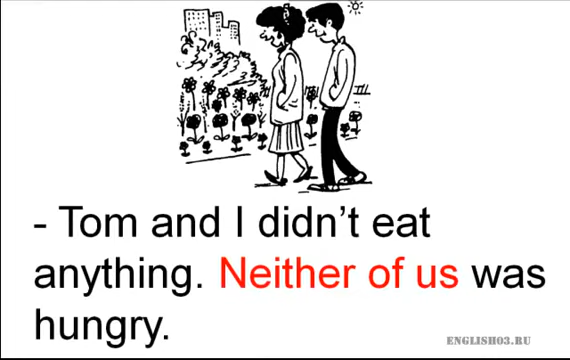 - Tom and I didn't eat
anything. Neither of us was
hungry.
ENGLISH03.RU